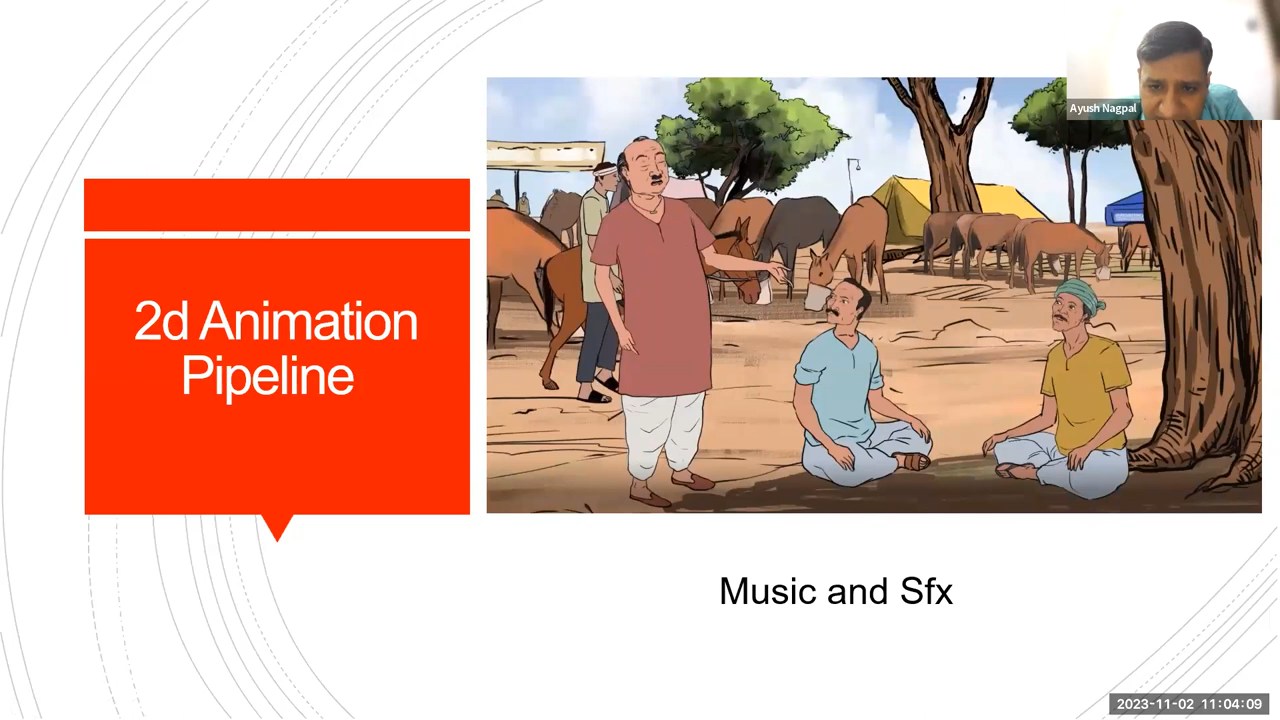 Ayush Nagpal
2d Animation
Pipeline
Music and Sfx
2023-11-02 11:04:09